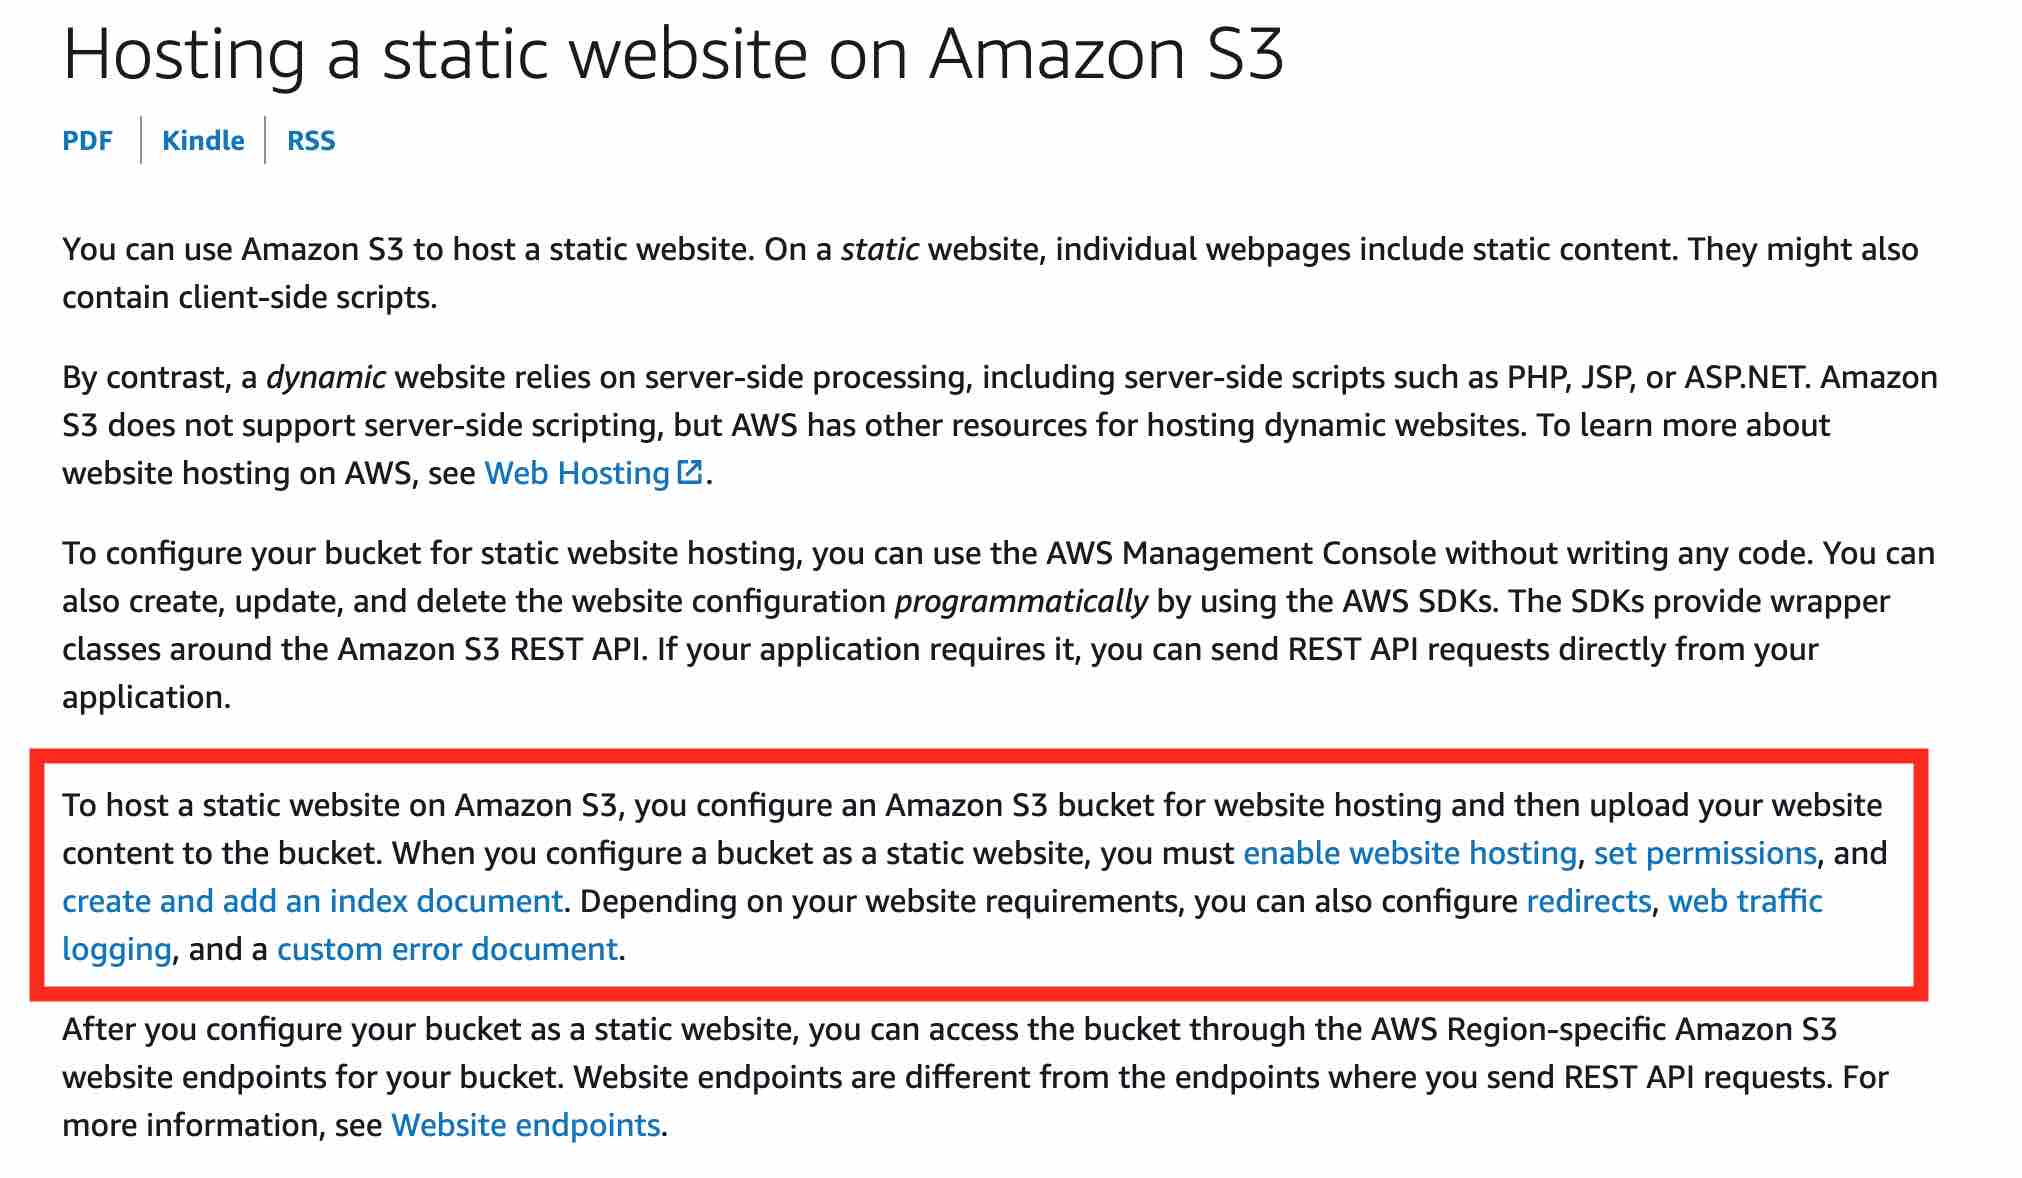 Hosting a static website on Amazon S3
PDF | Kindle | RSS
You can use Amazon S3 to host a static website. On a static website, individual webpages include static content. They might also
contain client-side scripts.
By contrast, a dynamic website relies on server-side processing, including server-side scripts such as PHP, JSP, or ASP.NET. Amazon
S3 does not support server-side scripting, but AWS has other resources for hosting dynamic websites. To learn more about
website hosting on AWS, see Web Hosting.
To configure your bucket for static website hosting, you can use the AWS Management Console without writing any code. You can
also create, update, and delete the website configuration programmatically by using the AWS SDKs. The SDKs provide wrapper
classes around the Amazon S3 REST API. If your application requires it, you can send REST API requests directly from your
application.
To host a static website on Amazon S3, you configure an Amazon S3 bucket for website hosting and then upload your website
content to the bucket. When you configure a bucket as a static website, you must enable website hosting, set permissions, and
create and add an index document. Depending on your website requirements, you can also configure redirects, web traffic
logging, and a custom error document.
After you configure your bucket as a static website, you can access the bucket through the AWS Region-specific Amazon S3
website endpoints for your bucket. Website endpoints are different from the endpoints where you send REST API requests. For
more information, see Website endpoints.